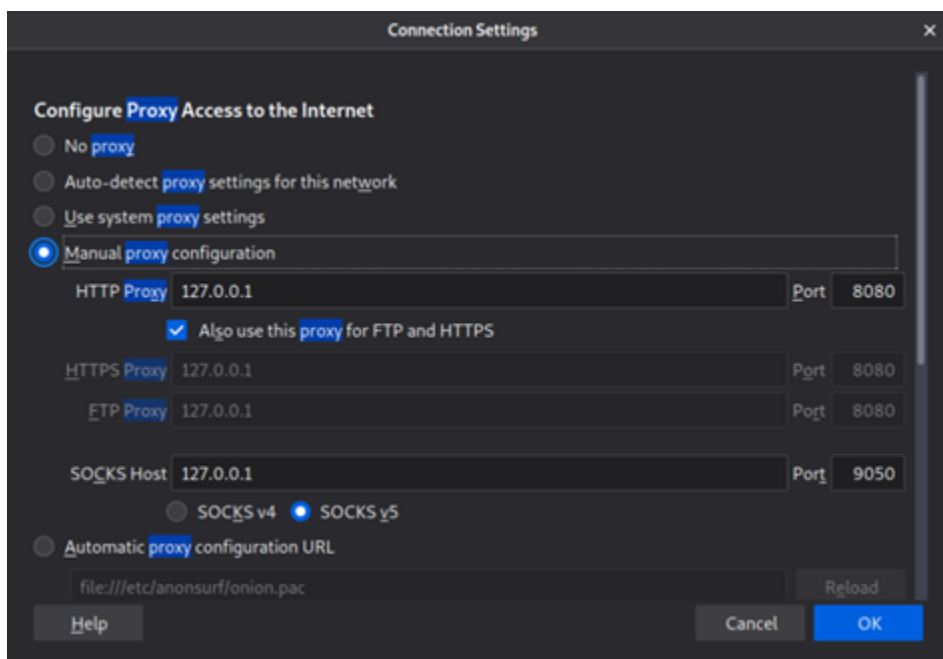 Connection Settings ×
Configure Proxy Access to the Internet
No proxy
Auto-detect proxy settings for this network
Use system proxy settings
Manual proxy configuration
HTTP Proxy 127.0.0.1 Port 8080
Also use this proxy for FTP and HTTPS
HTTPS Proxy 127.0.0.1 Port 8080
FTP Proxy 127.0.0.1 Port 8080
SOCKS Host 127.0.0.1 Port 9050
SOCKS v4 SOCKS v5
Automatic proxy configuration URL
file:///etc/anonsurf/onion.pac Reload
Help Cancel OK